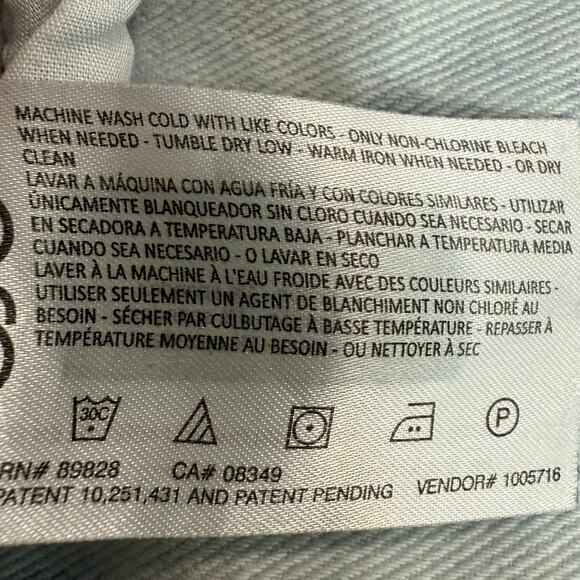 MACHINE WASH COLD WITH LIKE COLORS - ONLY NON-CHLORINE BLEACH
WHEN NEEDED - TUMBLE DRY LOW - WARM IRON WHEN NEEDED - OR DRY
CLEAN
LAVAR A MÁQUINA CON AGUA FRÍA Y CON COLORES SIMILARES - UTILIZAR
ÚNICAMENTE BLANQUEADOR SIN CLORO CUANDO SEA NECESARIO - SECAR
EN SECADORA A TEMPERATURA BAJA - PLANCHAR A TEMPERATURA MEDIA
CUANDO SEA NECESARIO - O LAVAR EN SECO
LAVER À LA MACHINE À L'EAU FROIDE AVEC DES COULEURS SIMILAIRES -
UTILISER SEULEMENT UN AGENT DE BLANCHIMENT NON CHLORÉ AU
BESOIN - SÉCHER PAR CULBUTAGE À BASSE TEMPÉRATURE - REPASSER À
TEMPÉRATURE MOYENNE AU BESOIN - OU NETTOYER À SEC
30C P
RN# 89828 CA# 08349 VENDOR# 1005716
PATENT 10,251,431 AND PATENT PENDING